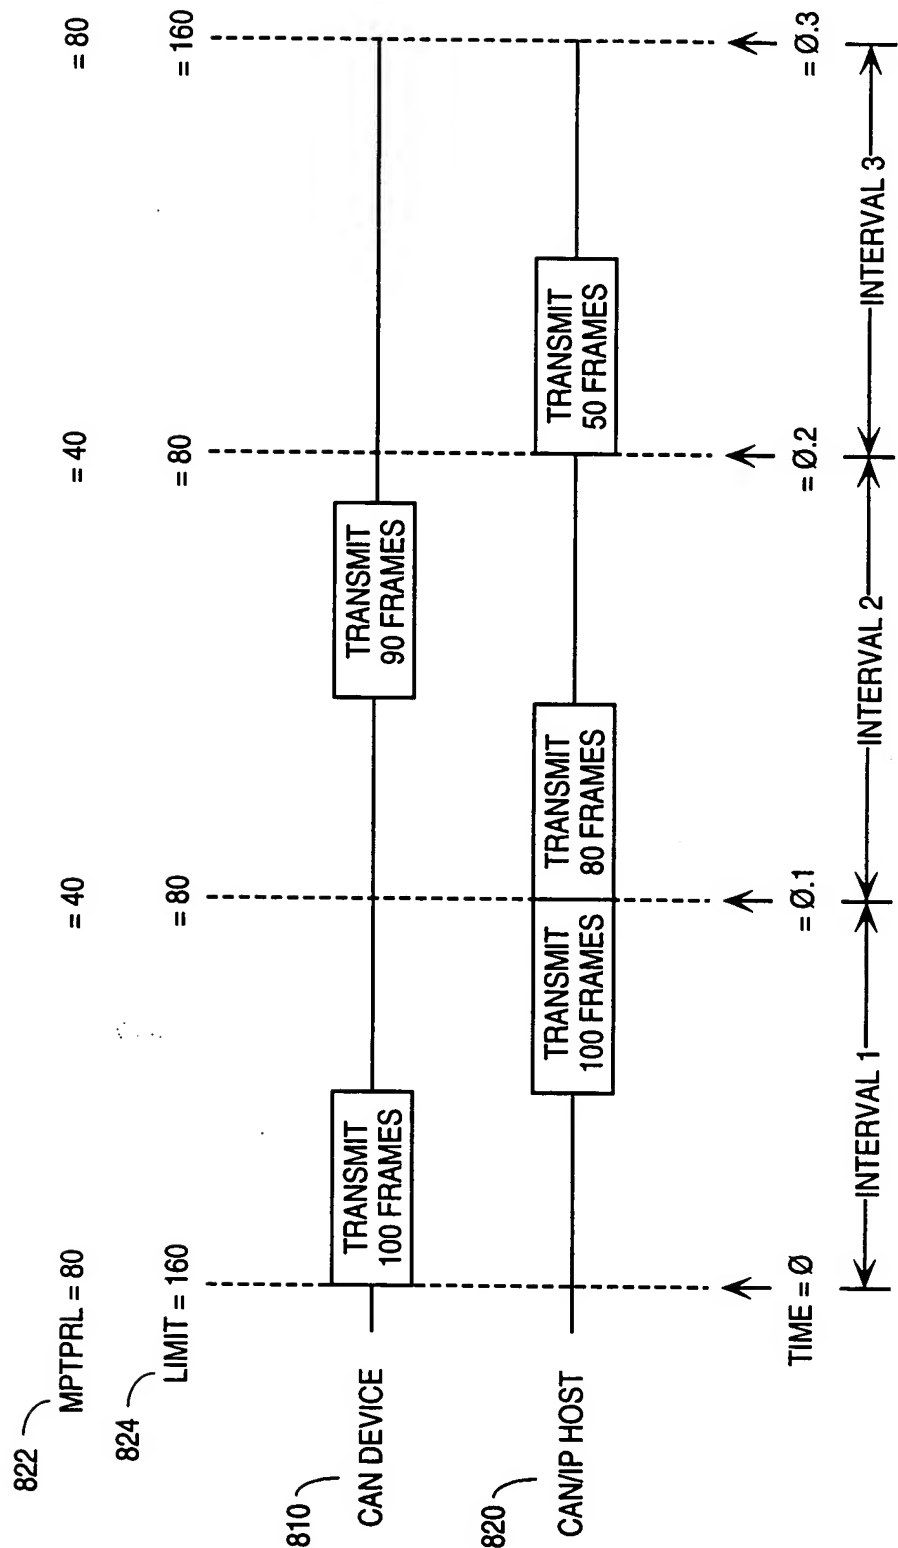 822
MPTPRL = 80
= 40
= 40
= 80
824
LIMIT = 160
= 80
= 80
= 160
810
CAN DEVICE
TRANSMIT
100 FRAMES
TRANSMIT
90 FRAMES
820
CAN/IP HOST
TRANSMIT
100 FRAMES
TRANSMIT
80 FRAMES
TRANSMIT
50 FRAMES
TIME = Ø
= Ø.1
= Ø.2
= Ø.3
INTERVAL 1
INTERVAL 2
INTERVAL 3